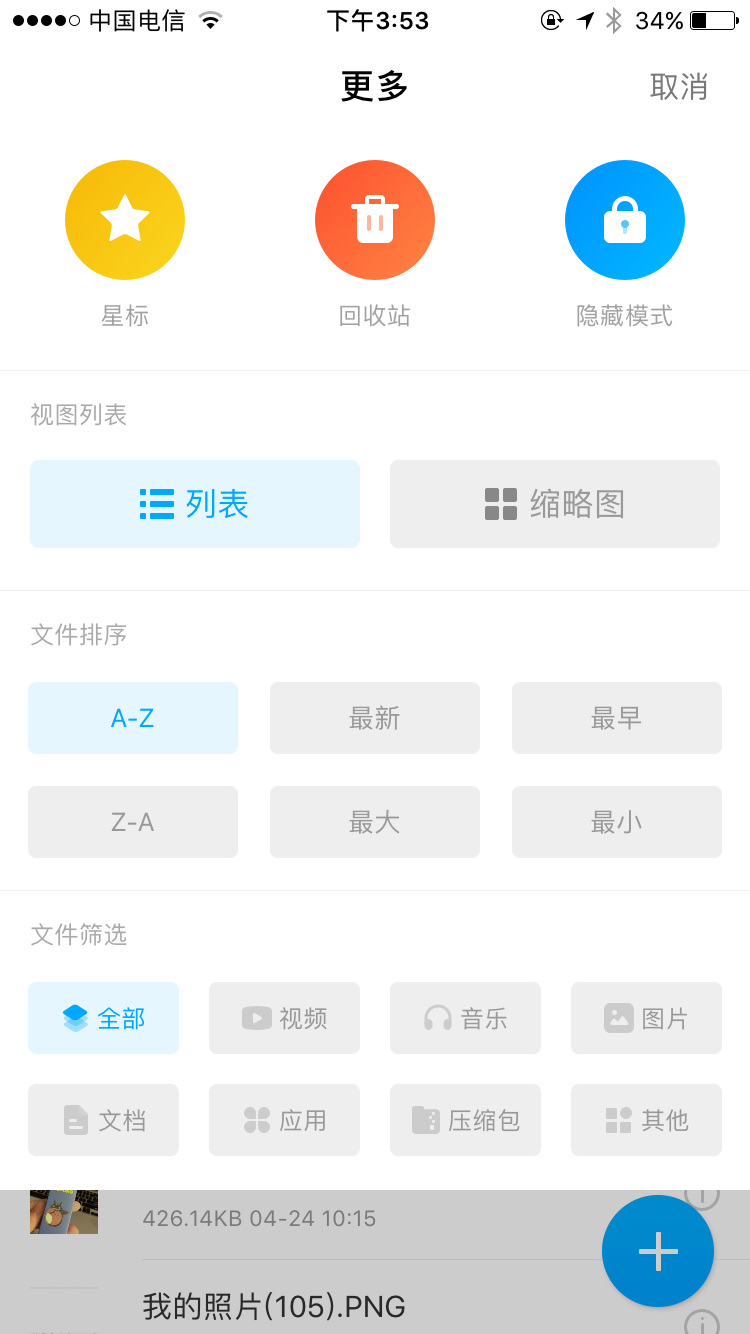 中国电信 下午3:53 34%
更多 取消
星标 回收站 隐藏模式
视图列表
列表 缩略图
文件排序
A-Z 最新 最早
Z-A 最大 最小
文件筛选
全部 视频 音乐 图片
文档 应用 压缩包 其他
426.14KB 04-24 10:15
我的照片(105).PNG